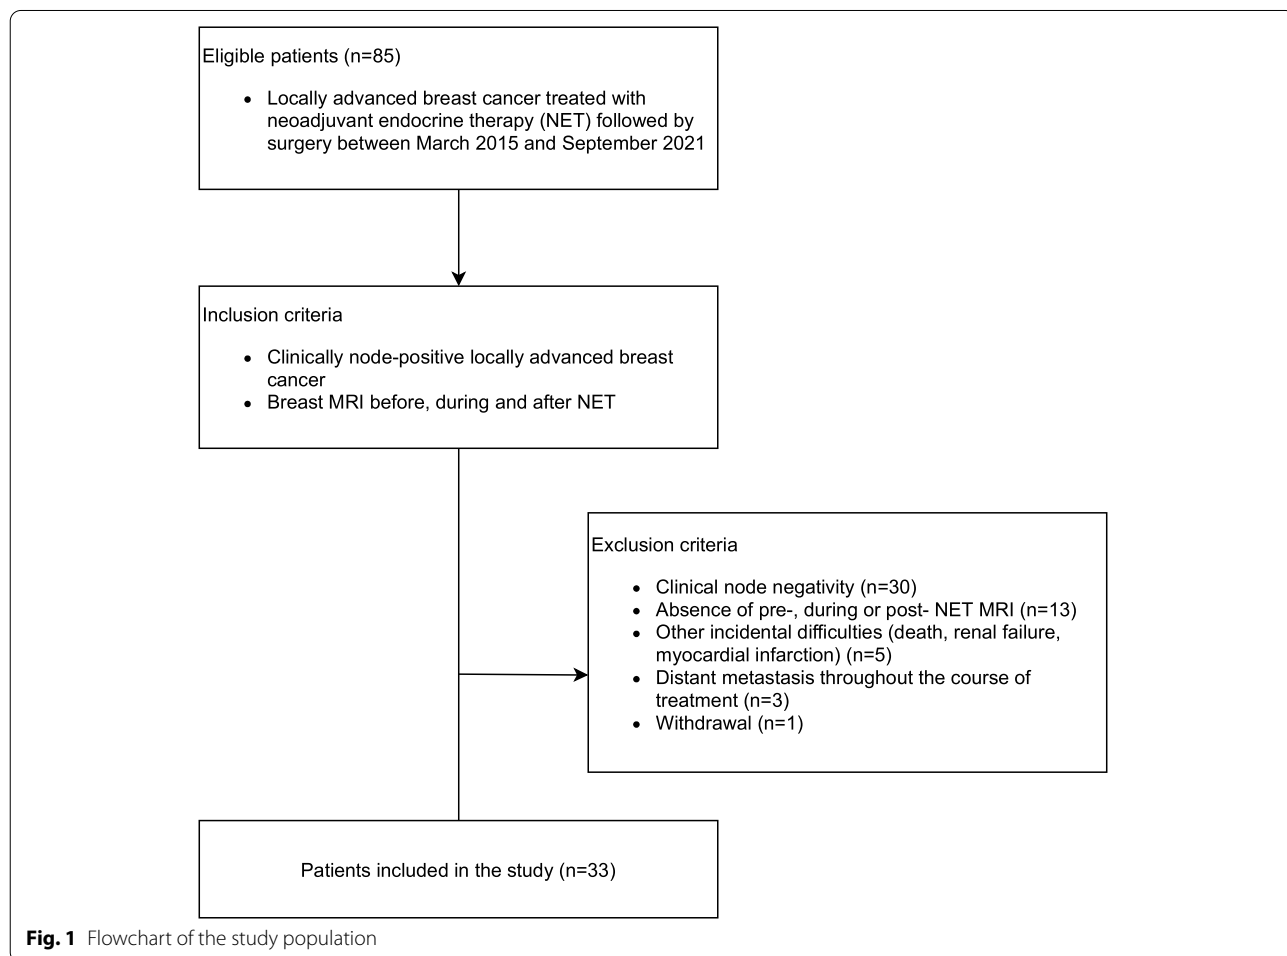 Eligible patients (n=85)
• Locally advanced breast cancer treated with
neoadjuvant endocrine therapy (NET) followed by
surgery between March 2015 and September 2021
Inclusion criteria
• Clinically node-positive locally advanced breast
cancer
• Breast MRI before, during and after NET
Exclusion criteria
• Clinical node negativity (n=30)
• Absence of pre-, during or post- NET MRI (n=13)
• Other incidental difficulties (death, renal failure,
myocardial infarction) (n=5)
• Distant metastasis throughout the course of
treatment (n=3)
• Withdrawal (n=1)
Patients included in the study (n=33)
Fig. 1 Flowchart of the study population